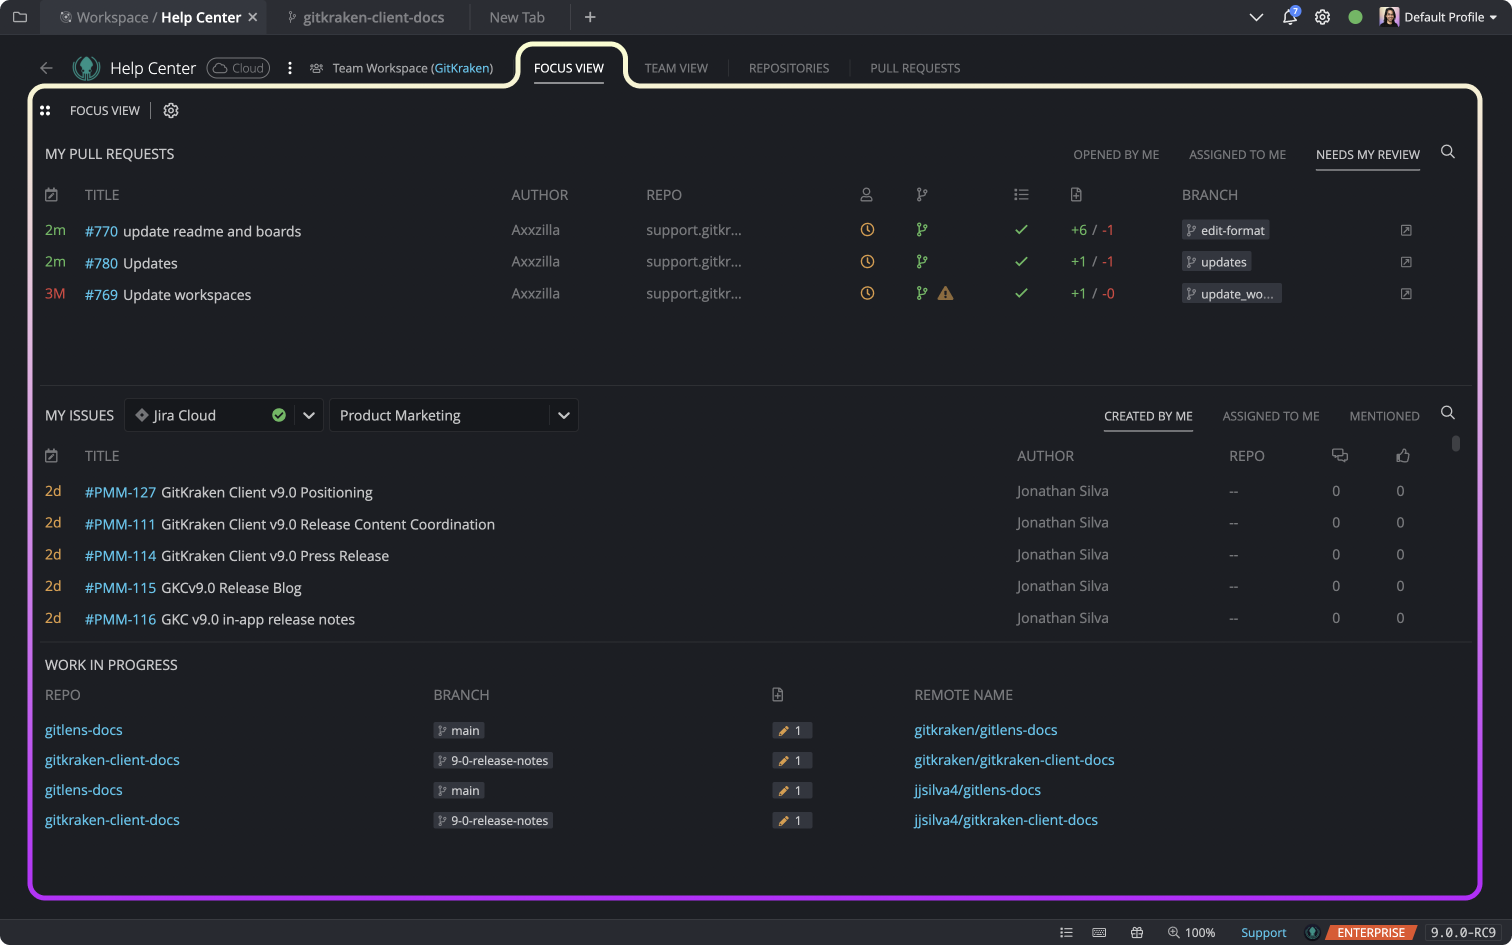 Workspace / Help Center
gitkraken-client-docs
New Tab
7
Default Profile
Help Center
Cloud
Team Workspace (GitKraken)
FOCUS VIEW
TEAM VIEW
REPOSITORIES
PULL REQUESTS
FOCUS VIEW
MY PULL REQUESTS
OPENED BY ME
ASSIGNED TO ME
NEEDS MY REVIEW
TITLE AUTHOR REPO BRANCH
2m #770 update readme and boards Axxzilla support.gitkr... +6 / -1 edit-format
2m #780 Updates Axxzilla support.gitkr... +1 / -1 updates
3M #769 Update workspaces Axxzilla support.gitkr... +1 / -0 update_wo...
MY ISSUES
Jira Cloud
Product Marketing
CREATED BY ME
ASSIGNED TO ME
MENTIONED
TITLE AUTHOR REPO
2d #PMM-127 GitKraken Client v9.0 Positioning Jonathan Silva -- 0 0
2d #PMM-111 GitKraken Client v9.0 Release Content Coordination Jonathan Silva -- 0 0
2d #PMM-114 GitKraken Client v9.0 Press Release Jonathan Silva -- 0 0
2d #PMM-115 GKCv9.0 Release Blog Jonathan Silva -- 0 0
2d #PMM-116 GKC v9.0 in-app release notes Jonathan Silva -- 0 0
WORK IN PROGRESS
REPO BRANCH REMOTE NAME
gitlens-docs main 1 gitkraken/gitlens-docs
gitkraken-client-docs 9-0-release-notes 1 gitkraken/gitkraken-client-docs
gitlens-docs main 1 jjsilva4/gitlens-docs
gitkraken-client-docs 9-0-release-notes 1 jjsilva4/gitkraken-client-docs
100%
Support
ENTERPRISE
9.0.0-RC9